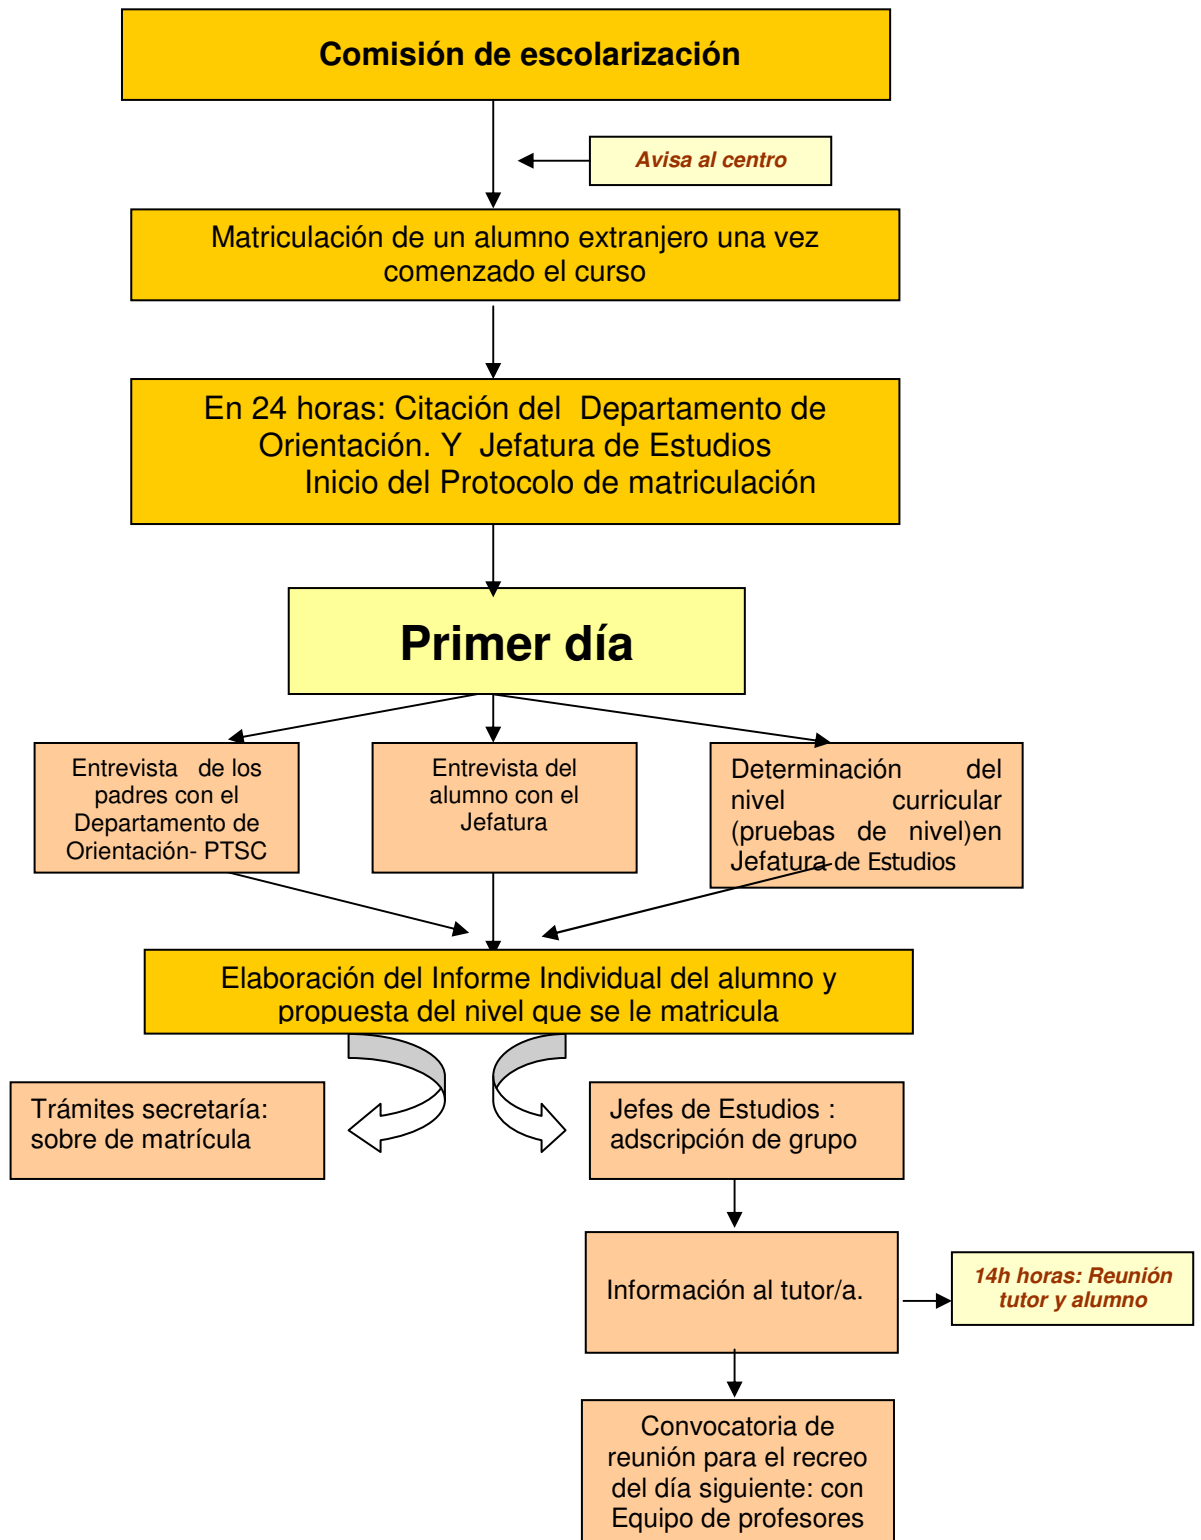 Comisión de escolarización
Avisa al centro
Matriculación de un alumno extranjero una vez
comenzado el curso
En 24 horas: Citación del Departamento de
Orientación. Y Jefatura de Estudios
Inicio del Protocolo de matriculación
Primer día
Entrevista de los
padres con el
Departamento de
Orientación- PTSC
Entrevista del
alumno con el
Jefatura
Determinación del
nivel curricular
(pruebas de nivel)en
Jefatura de Estudios
Elaboración del Informe Individual del alumno y
propuesta del nivel que se le matricula
Trámites secretaría:
sobre de matrícula
Jefes de Estudios :
adscripción de grupo
Información al tutor/a.
14h horas: Reunión
tutor y alumno
Convocatoria de
reunión para el recreo
del día siguiente: con
Equipo de profesores